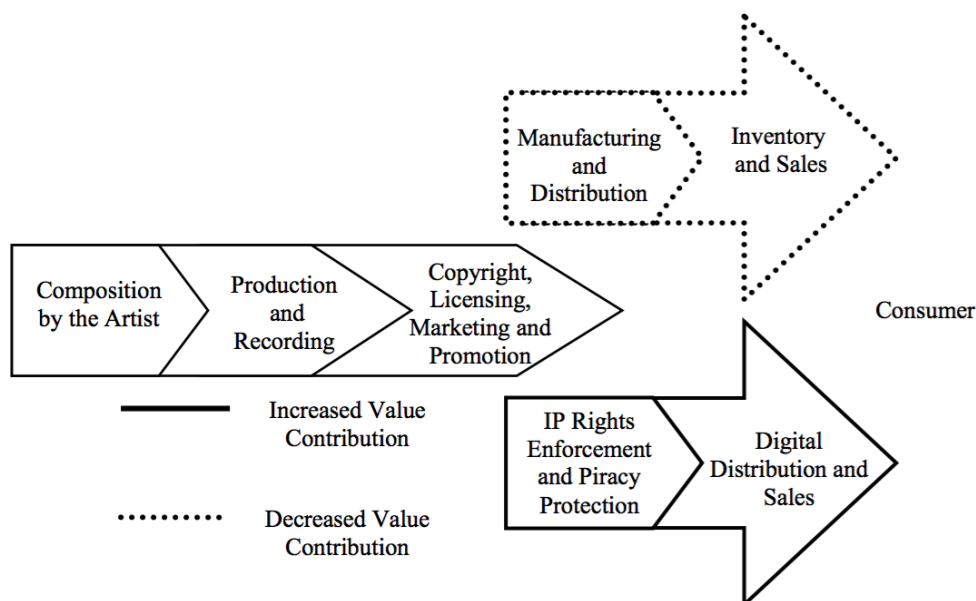 Manufacturing
and
Distribution
Inventory
and Sales
Composition
by the Artist
Production
and
Recording
Copyright,
Licensing,
Marketing and
Promotion
Consumer
Increased Value
Contribution
IP Rights
Enforcement
and Piracy
Protection
Digital
Distribution and
Sales
Decreased Value
Contribution